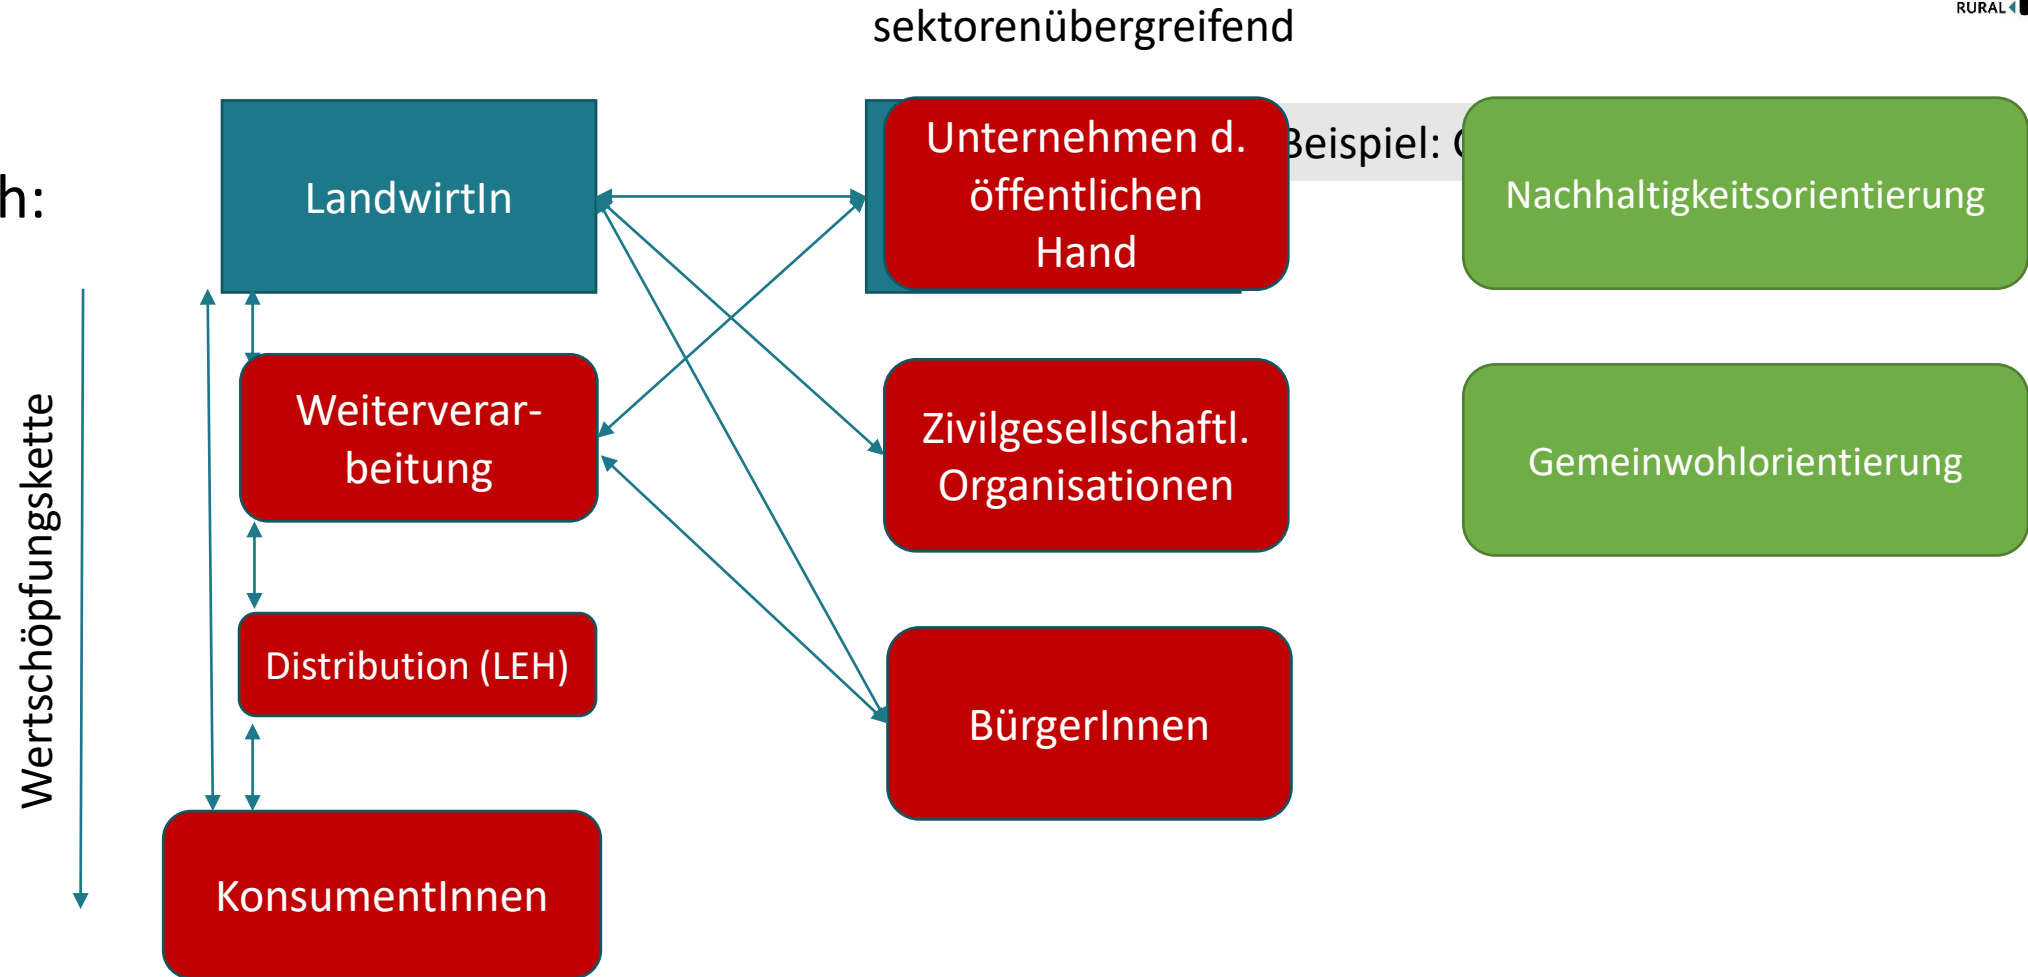 RURAL
sektorenübergreifend
h:
LandwirtIn
Unternehmen d.
öffentlichen
Hand
Beispiel:
Nachhaltigkeitsorientierung
Wertschöpfungskette
Weiterverar-
beitung
Zivilgesellschaftl.
Organisationen
Gemeinwohlorientierung
Distribution (LEH)
BürgerInnen
KonsumentInnen